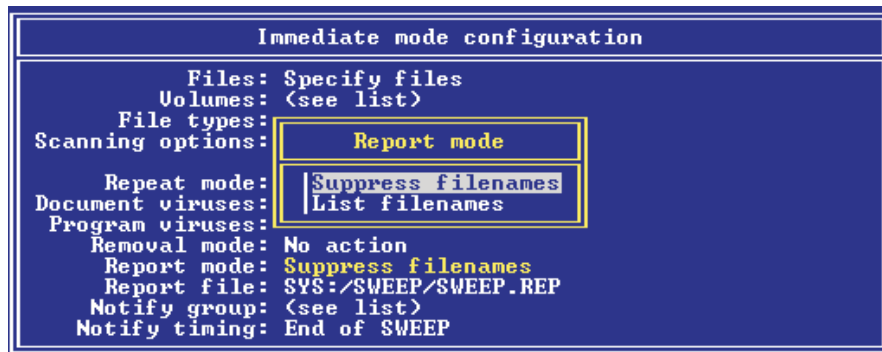 Immediate mode configuration
Files: Specify files
Volumes: (see list)
File types:
Scanning options:
Report mode
Repeat mode:
Suppress filenames
Document viruses:
List filenames
Program viruses:
Removal mode: No action
Report mode: Suppress filenames
Report file: SYS:/SWEEP/SWEEP.REP
Notify group: (see list)
Notify timing: End of SWEEP